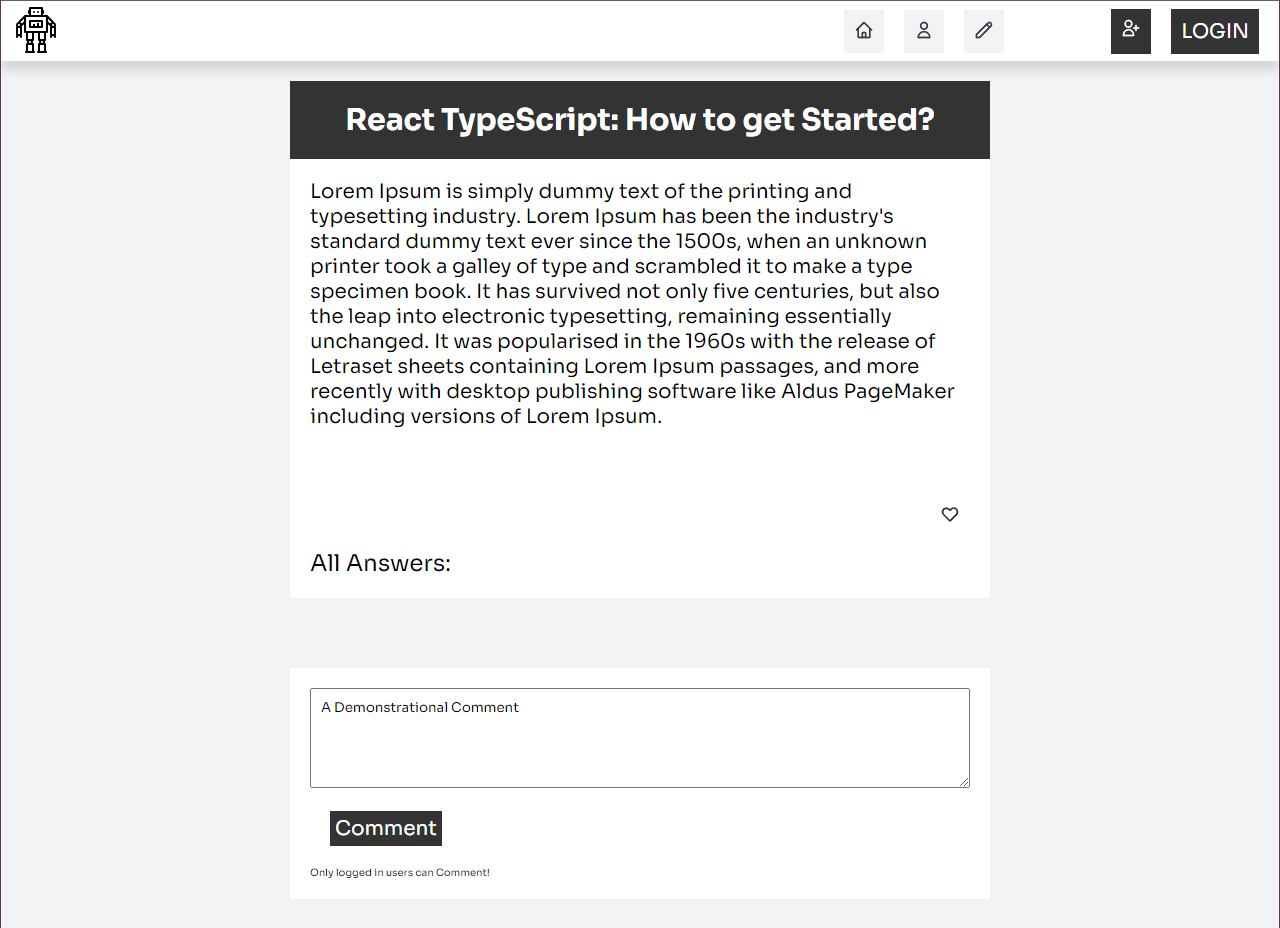 LOGIN
React TypeScript: How to get Started?
Lorem Ipsum is simply dummy text of the printing and
typesetting industry. Lorem Ipsum has been the industry's
standard dummy text ever since the 1500s, when an unknown
printer took a galley of type and scrambled it to make a type
specimen book. It has survived not only five centuries, but also
the leap into electronic typesetting, remaining essentially
unchanged. It was popularised in the 1960s with the release of
Letraset sheets containing Lorem Ipsum passages, and more
recently with desktop publishing software like Aldus PageMaker
including versions of Lorem Ipsum.
All Answers:
A Demonstrational Comment
Comment
Only logged in users can Comment!